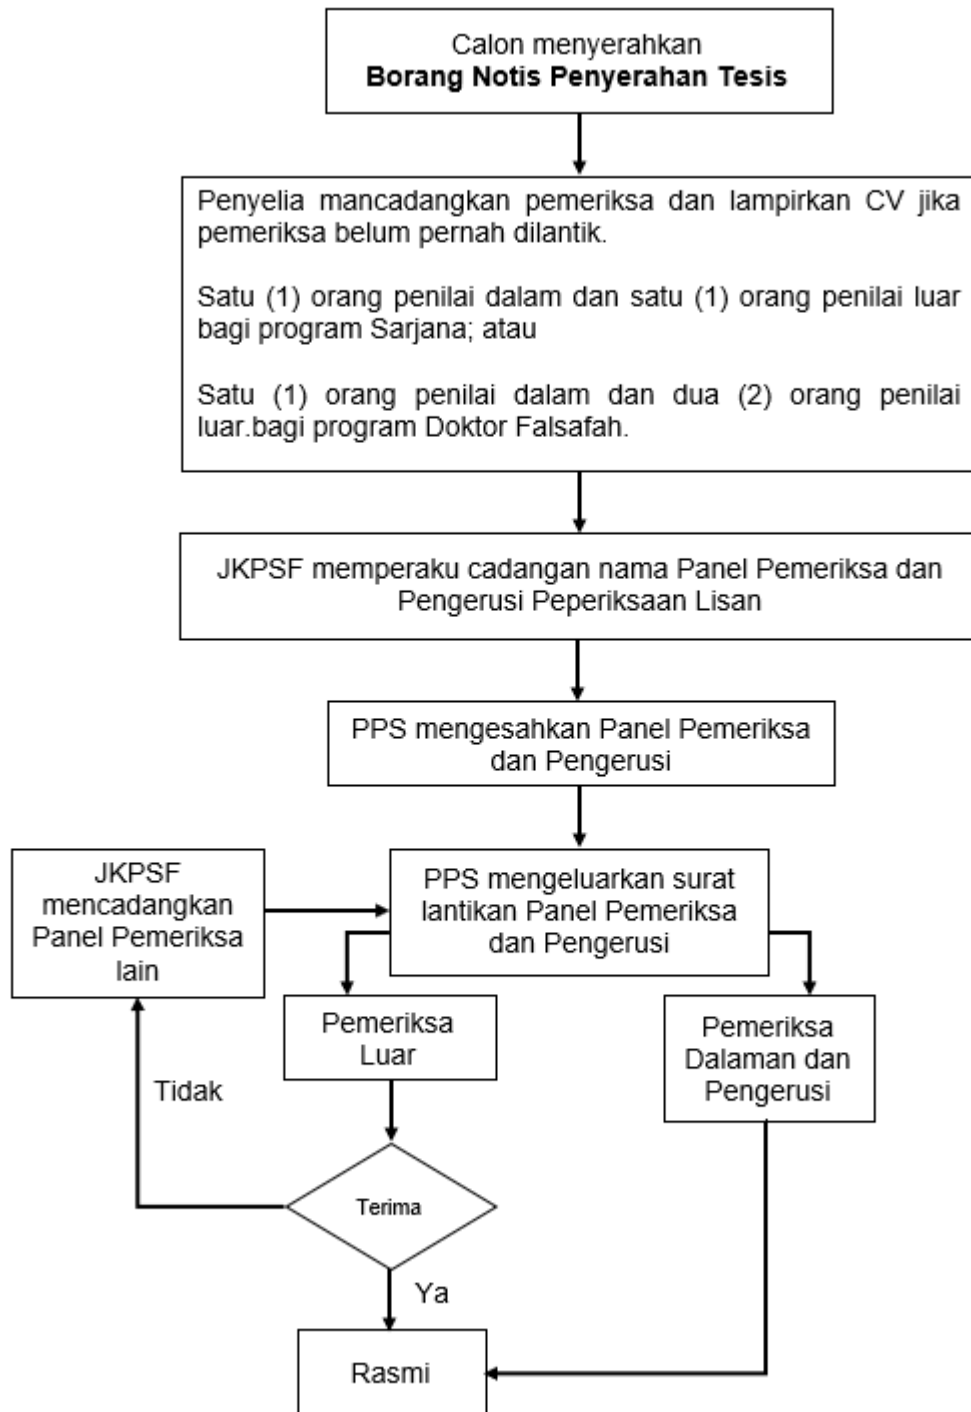 Calon menyerahkan
Borang Notis Penyerahan Tesis
Penyelia mancadangkan pemeriksa dan lampirkan CV jika
pemeriksa belum pernah dilantik.
Satu (1) orang penilai dalam dan satu (1) orang penilai luar
bagi program Sarjana; atau
Satu (1) orang penilai dalam dan dua (2) orang penilai
luar.bagi program Doktor Falsafah.
JKPSF memperaku cadangan nama Panel Pemeriksa dan
Pengerusi Peperiksaan Lisan
PPS mengesahkan Panel Pemeriksa
dan Pengerusi
JKPSF
mencadangkan
Panel Pemeriksa
lain
PPS mengeluarkan surat
lantikan Panel Pemeriksa
dan Pengerusi
Pemeriksa
Luar
Pemeriksa
Dalaman dan
Pengerusi
Tidak
Terima
Ya
Rasmi